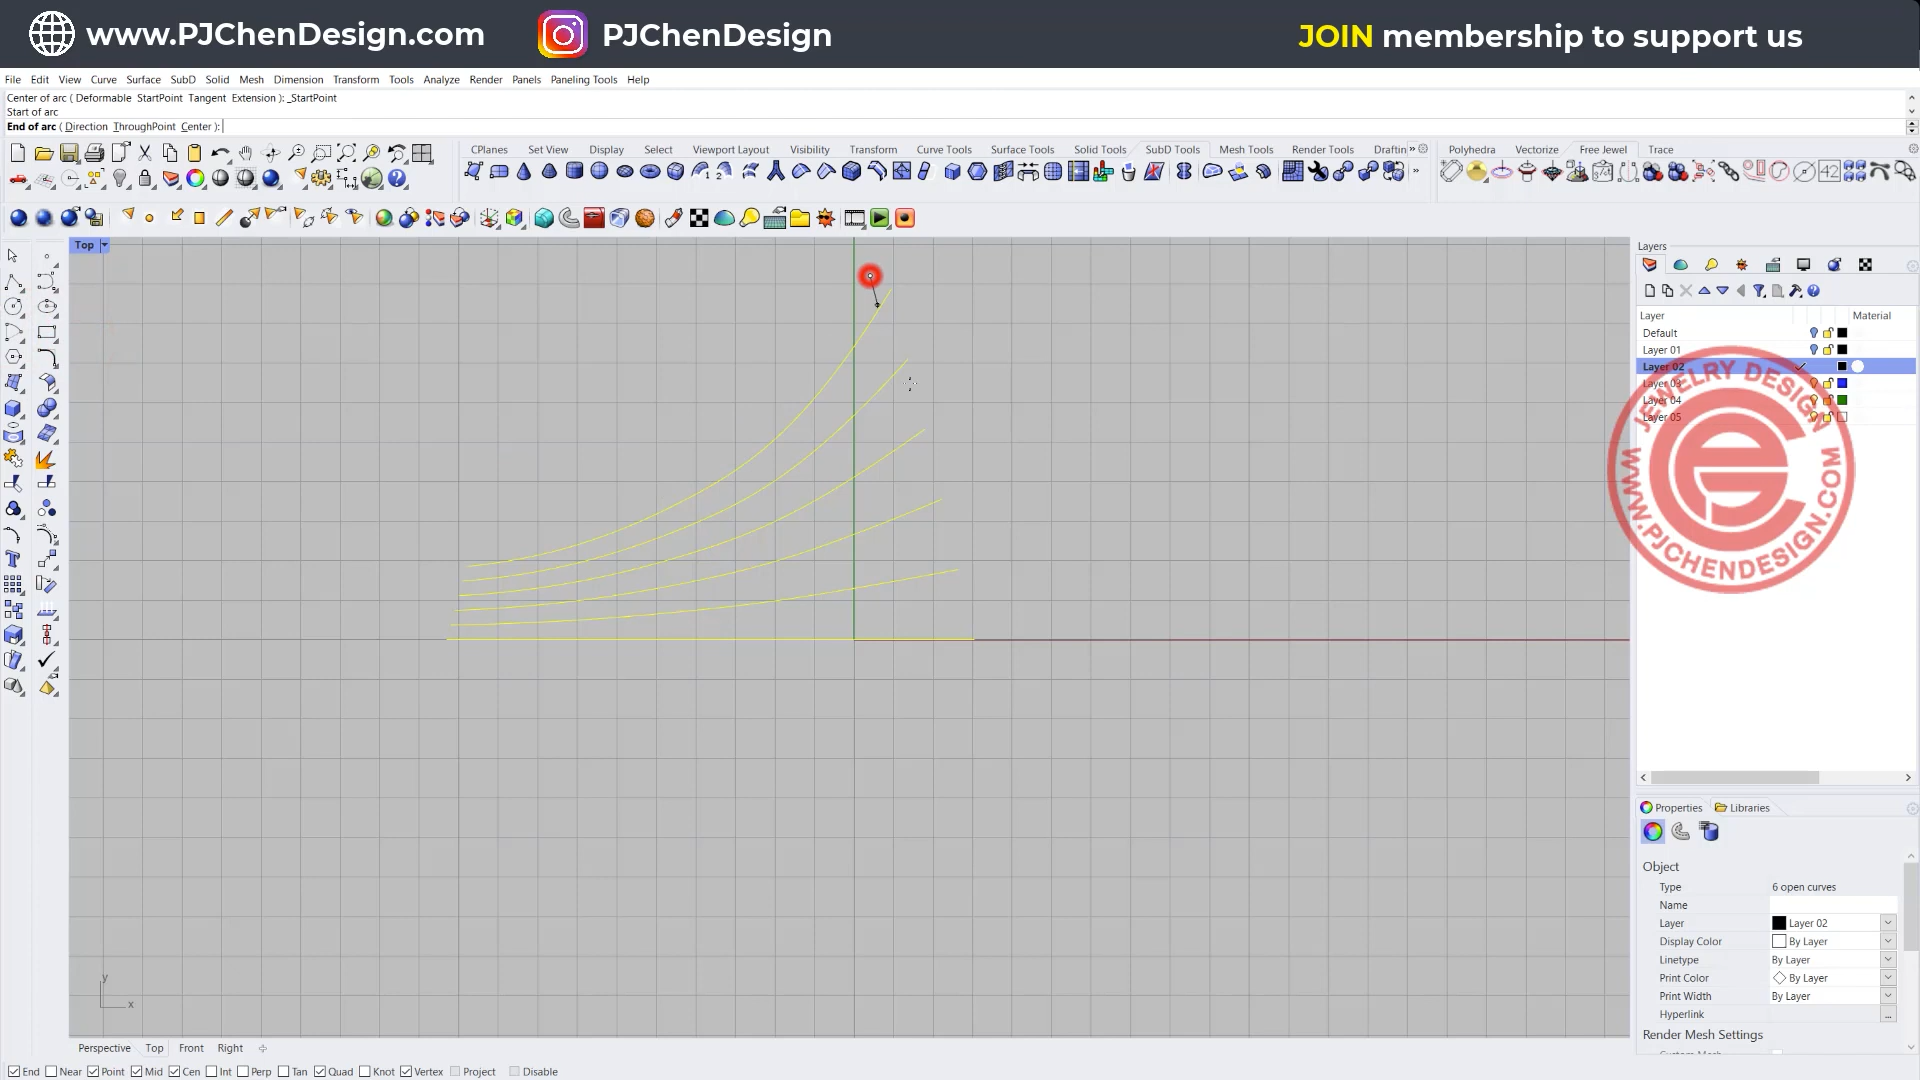 www.PJChenDesign.com PJChenDesign JOIN membership to support us
File Edit View Curve Surface SubD Solid Mesh Dimension Transform Tools Analyze Render Panels Paneling Tools Help
Center of arc ( Deformable StartPoint Tangent Extension ): _StartPoint
Start of arc
End of arc ( Direction ThroughPoint Center ):
CPlanes Set View Display Select Viewport Layout Visibility Transform Curve Tools Surface Tools Solid Tools SubD Tools Mesh Tools Render Tools Draftin » Polyhedra Vectorize Free Jewel Trace
Top
Layers
Layer Material
Default
Layer 01
Layer 02
Layer 03
Layer 04
Layer 05
JEWELRY DESIGN
WWW.PJCHENDESIGN.COM
Properties Libraries
Object
Type 6 open curves
Name
Layer Layer 02
Display Color By Layer
Linetype By Layer
Print Color By Layer
Print Width By Layer
Hyperlink ...
Render Mesh Settings
y
x
Perspective Top Front Right
End Near Point Mid Cen Int Perp Tan Quad Knot Vertex Project Disable